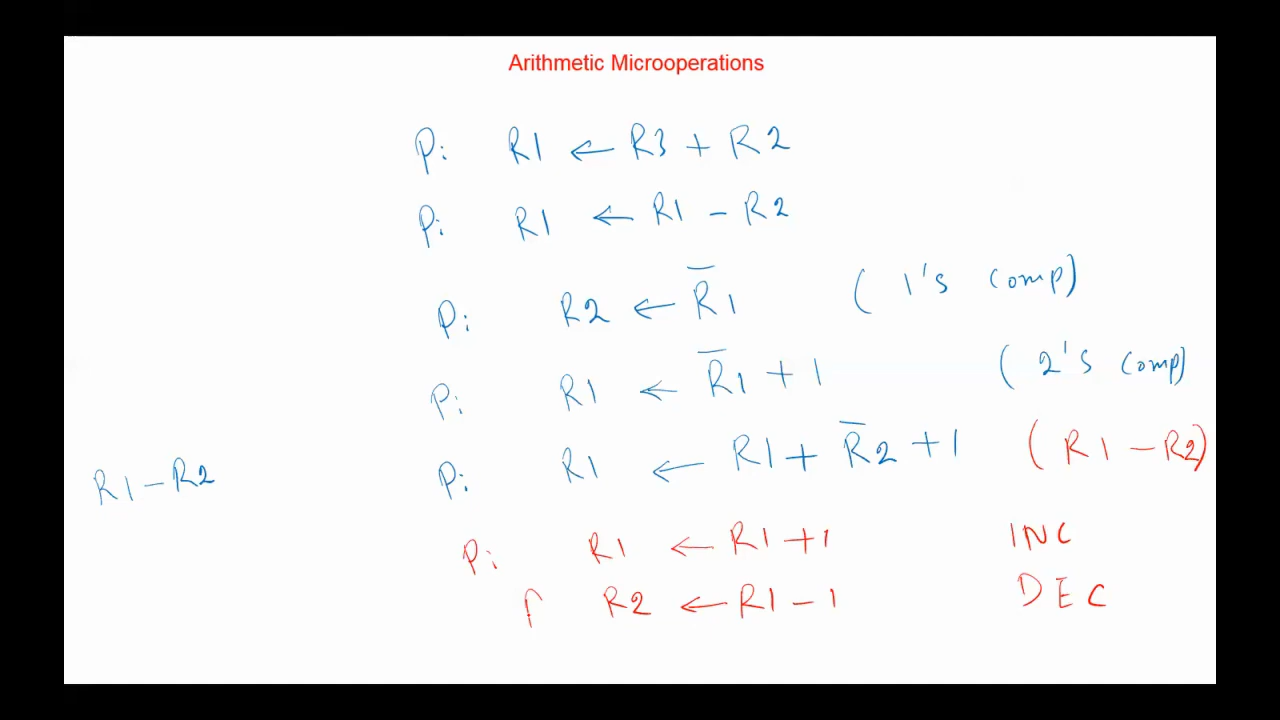 Arithmetic Microoperations
P: R1 ← R3 + R2
P: R1 ← R1 - R2
P: R2 ← R̅1 ( 1's comp)
P: R1 ← R̅1 + 1 ( 2's comp)
R1-R2
P: R1 ← R1 + R̅2 + 1 ( R1 - R2)
P: R1 ← R1 + 1 INC
R2 ← R1 - 1 DEC